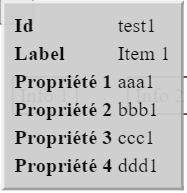 Id test1
Label Item 1
Propriété 1 aaa1
Propriété 2 bbb1
Propriété 3 ccc1
Propriété 4 ddd1